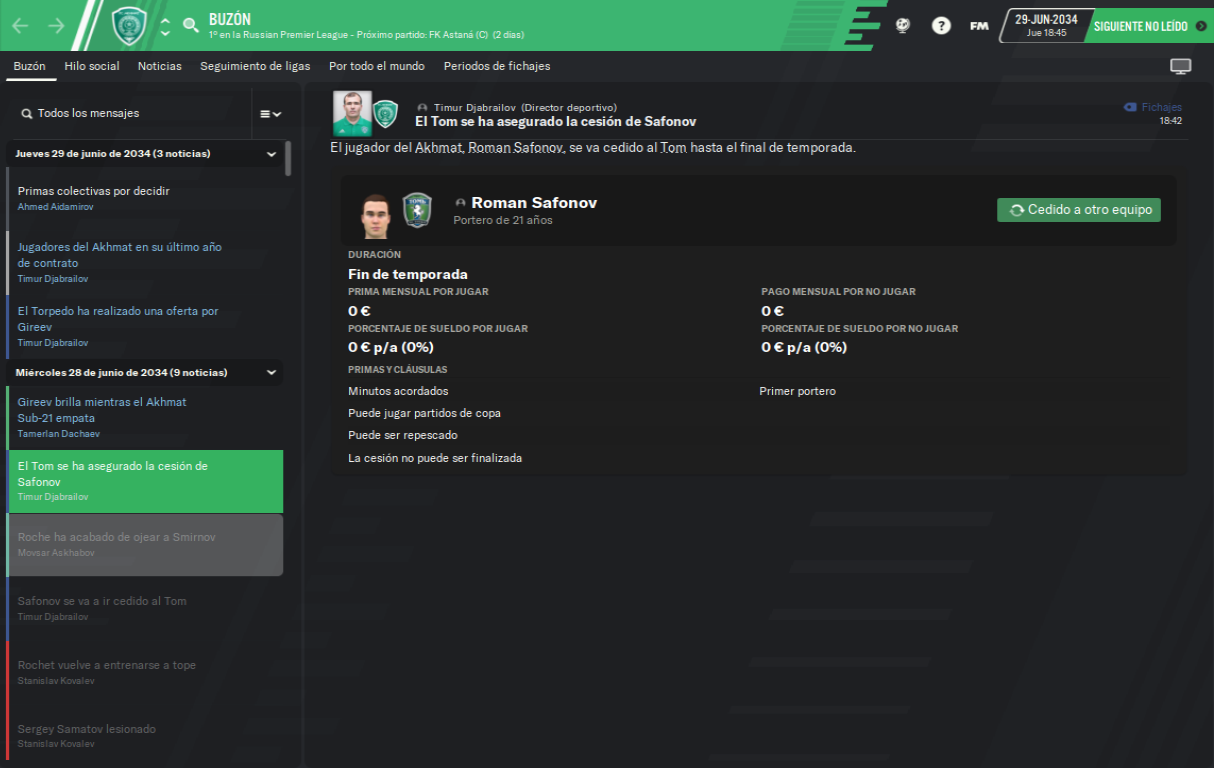 BUZÓN
1º en la Russian Premier League - Próximo partido: FK Astaná (C) (2 días)
FM
29-JUN-2034
Jue 18:45
SIGUIENTE NO LEÍDO
Buzón
Hilo social
Noticias
Seguimiento de ligas
Por todo el mundo
Periodos de fichajes
Todos los mensajes
Jueves 29 de junio de 2034 (3 noticias)
Primas colectivas por decidir
Ahmed Aidamirov
Jugadores del Akhmat en su último año
de contrato
Timur Djabrailov
El Torpedo ha realizado una oferta por
Gireev
Timur Djabrailov
Miércoles 28 de junio de 2034 (9 noticias)
Gireev brilla mientras el Akhmat
Sub-21 empata
Tamerlan Dachaev
El Tom se ha asegurado la cesión de
Safonov
Timur Djabrailov
Roche ha acabado de ojear a Smirnov
Movsar Askhabov
Safonov se va a ir cedido al Tom
Timur Djabrailov
Rochet vuelve a entrenarse a tope
Stanislav Kovalev
Sergey Samatov lesionado
Stanislav Kovalev
Timur Djabrailov (Director deportivo)
El Tom se ha asegurado la cesión de Safonov
Fichajes
18:42
El jugador del Akhmat, Roman Safonov, se va cedido al Tom hasta el final de temporada.
Roman Safonov
Portero de 21 años
Cedido a otro equipo
DURACIÓN
Fin de temporada
PRIMA MENSUAL POR JUGAR
PAGO MENSUAL POR NO JUGAR
0 €
0 €
PORCENTAJE DE SUELDO POR JUGAR
PORCENTAJE DE SUELDO POR NO JUGAR
0 € p/a (0%)
0 € p/a (0%)
PRIMAS Y CLÁUSULAS
Minutos acordados
Primer portero
Puede jugar partidos de copa
Puede ser repescado
La cesión no puede ser finalizada